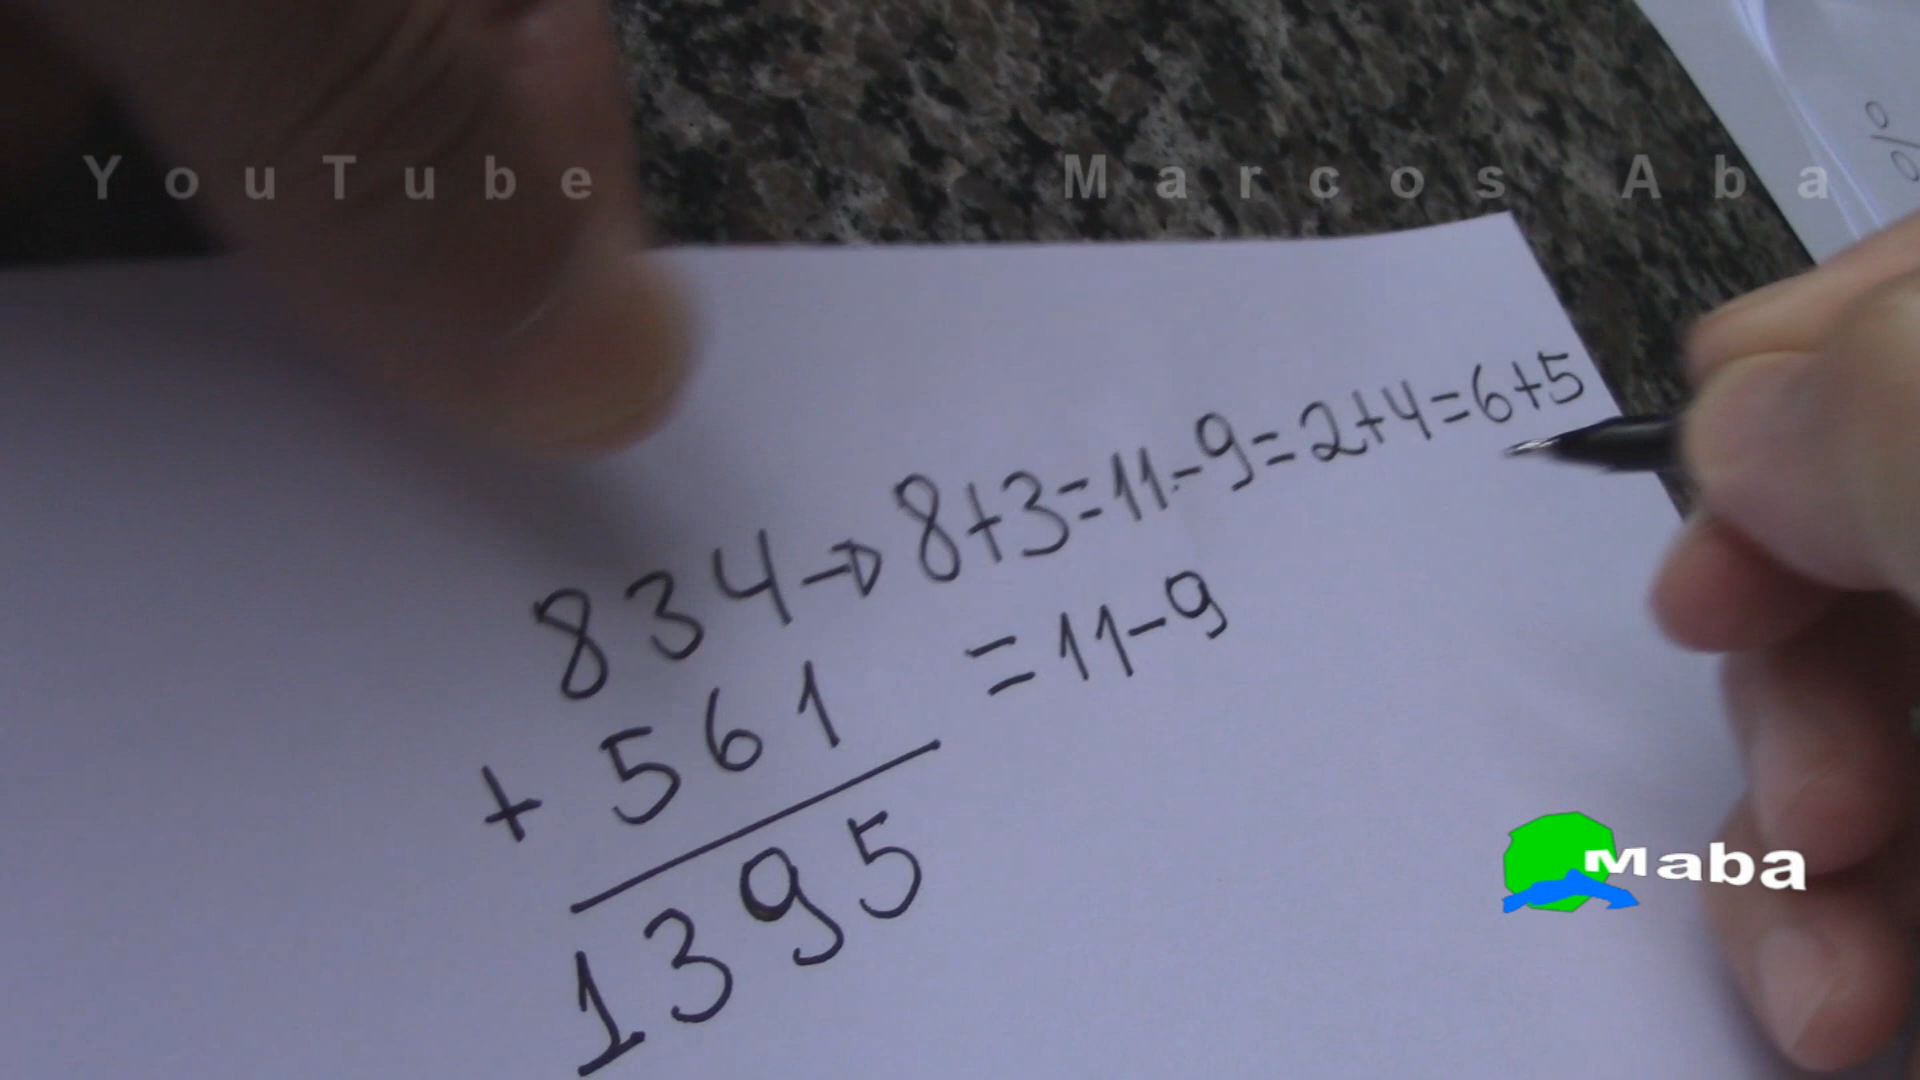 YouTube Marcos Aba
%
834 → 8+3=11-9=2+4=6+5
=11-9
+ 561
1395
Maba